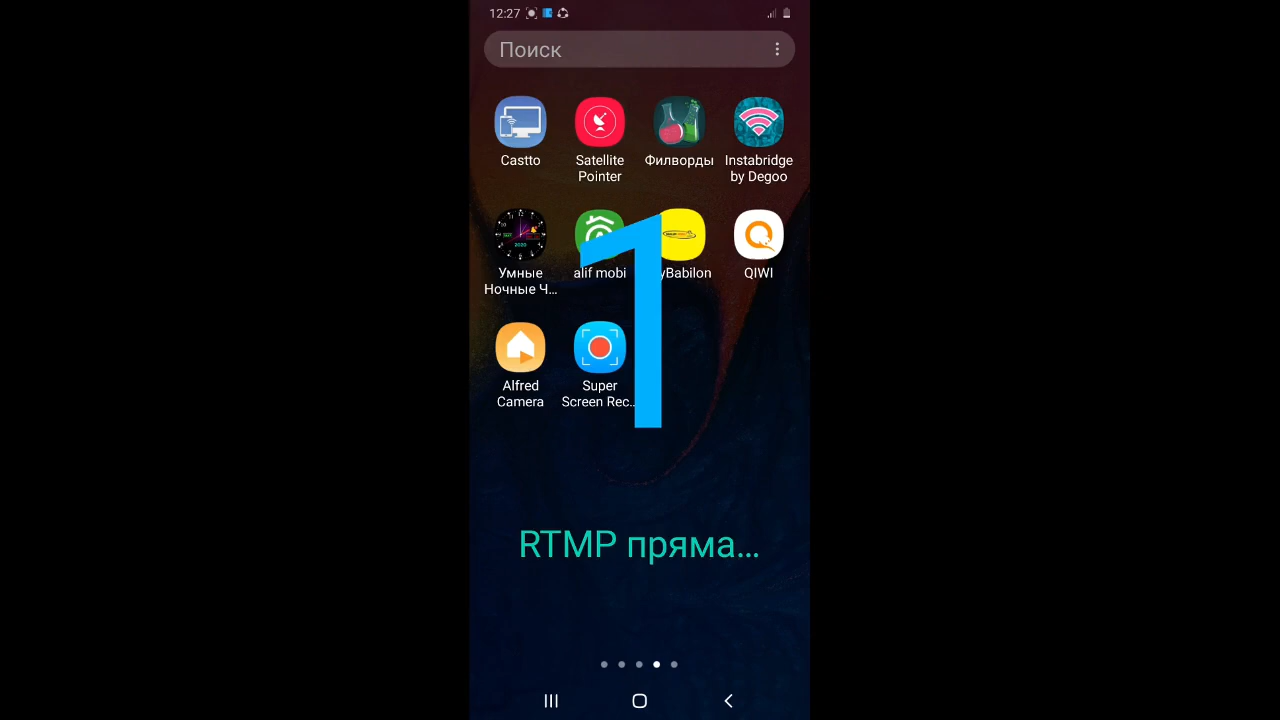 12:27
Поиск
Castto
Satellite
Pointer
Филворды
Instabridge
by Degoo
Умные
Ночные Ч...
alif mobi
yBabilon
QIWI
Alfred
Camera
Super
Screen Rec...
1
RTMP пряма...